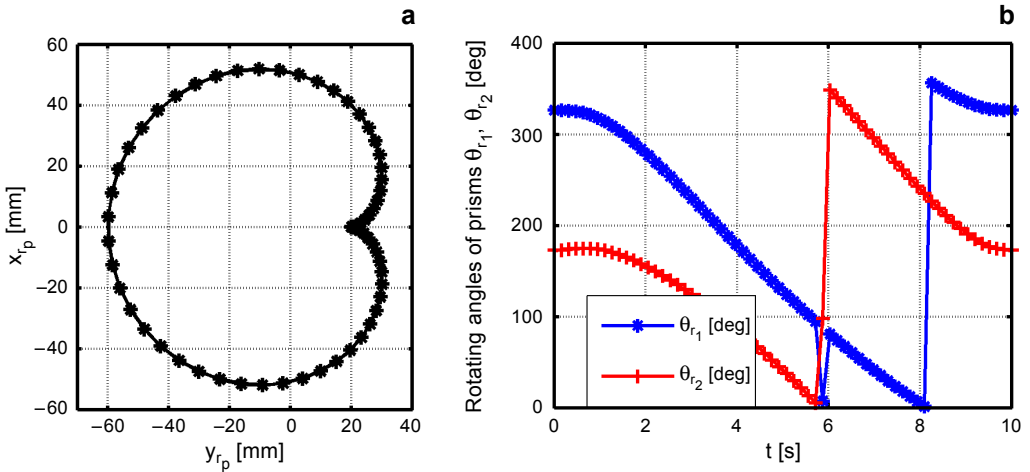 a
x_{r_p} [mm]
60
40
20
0
−20
−40
−60
−60 −40 −20 0 20 40
y_{r_p} [mm]
b
Rotating angles of prisms θ_{r_1}, θ_{r_2} [deg]
400
300
200
100
0
θ_{r_1} [deg]
θ_{r_2} [deg]
0 2 4 6 8 10
t [s]